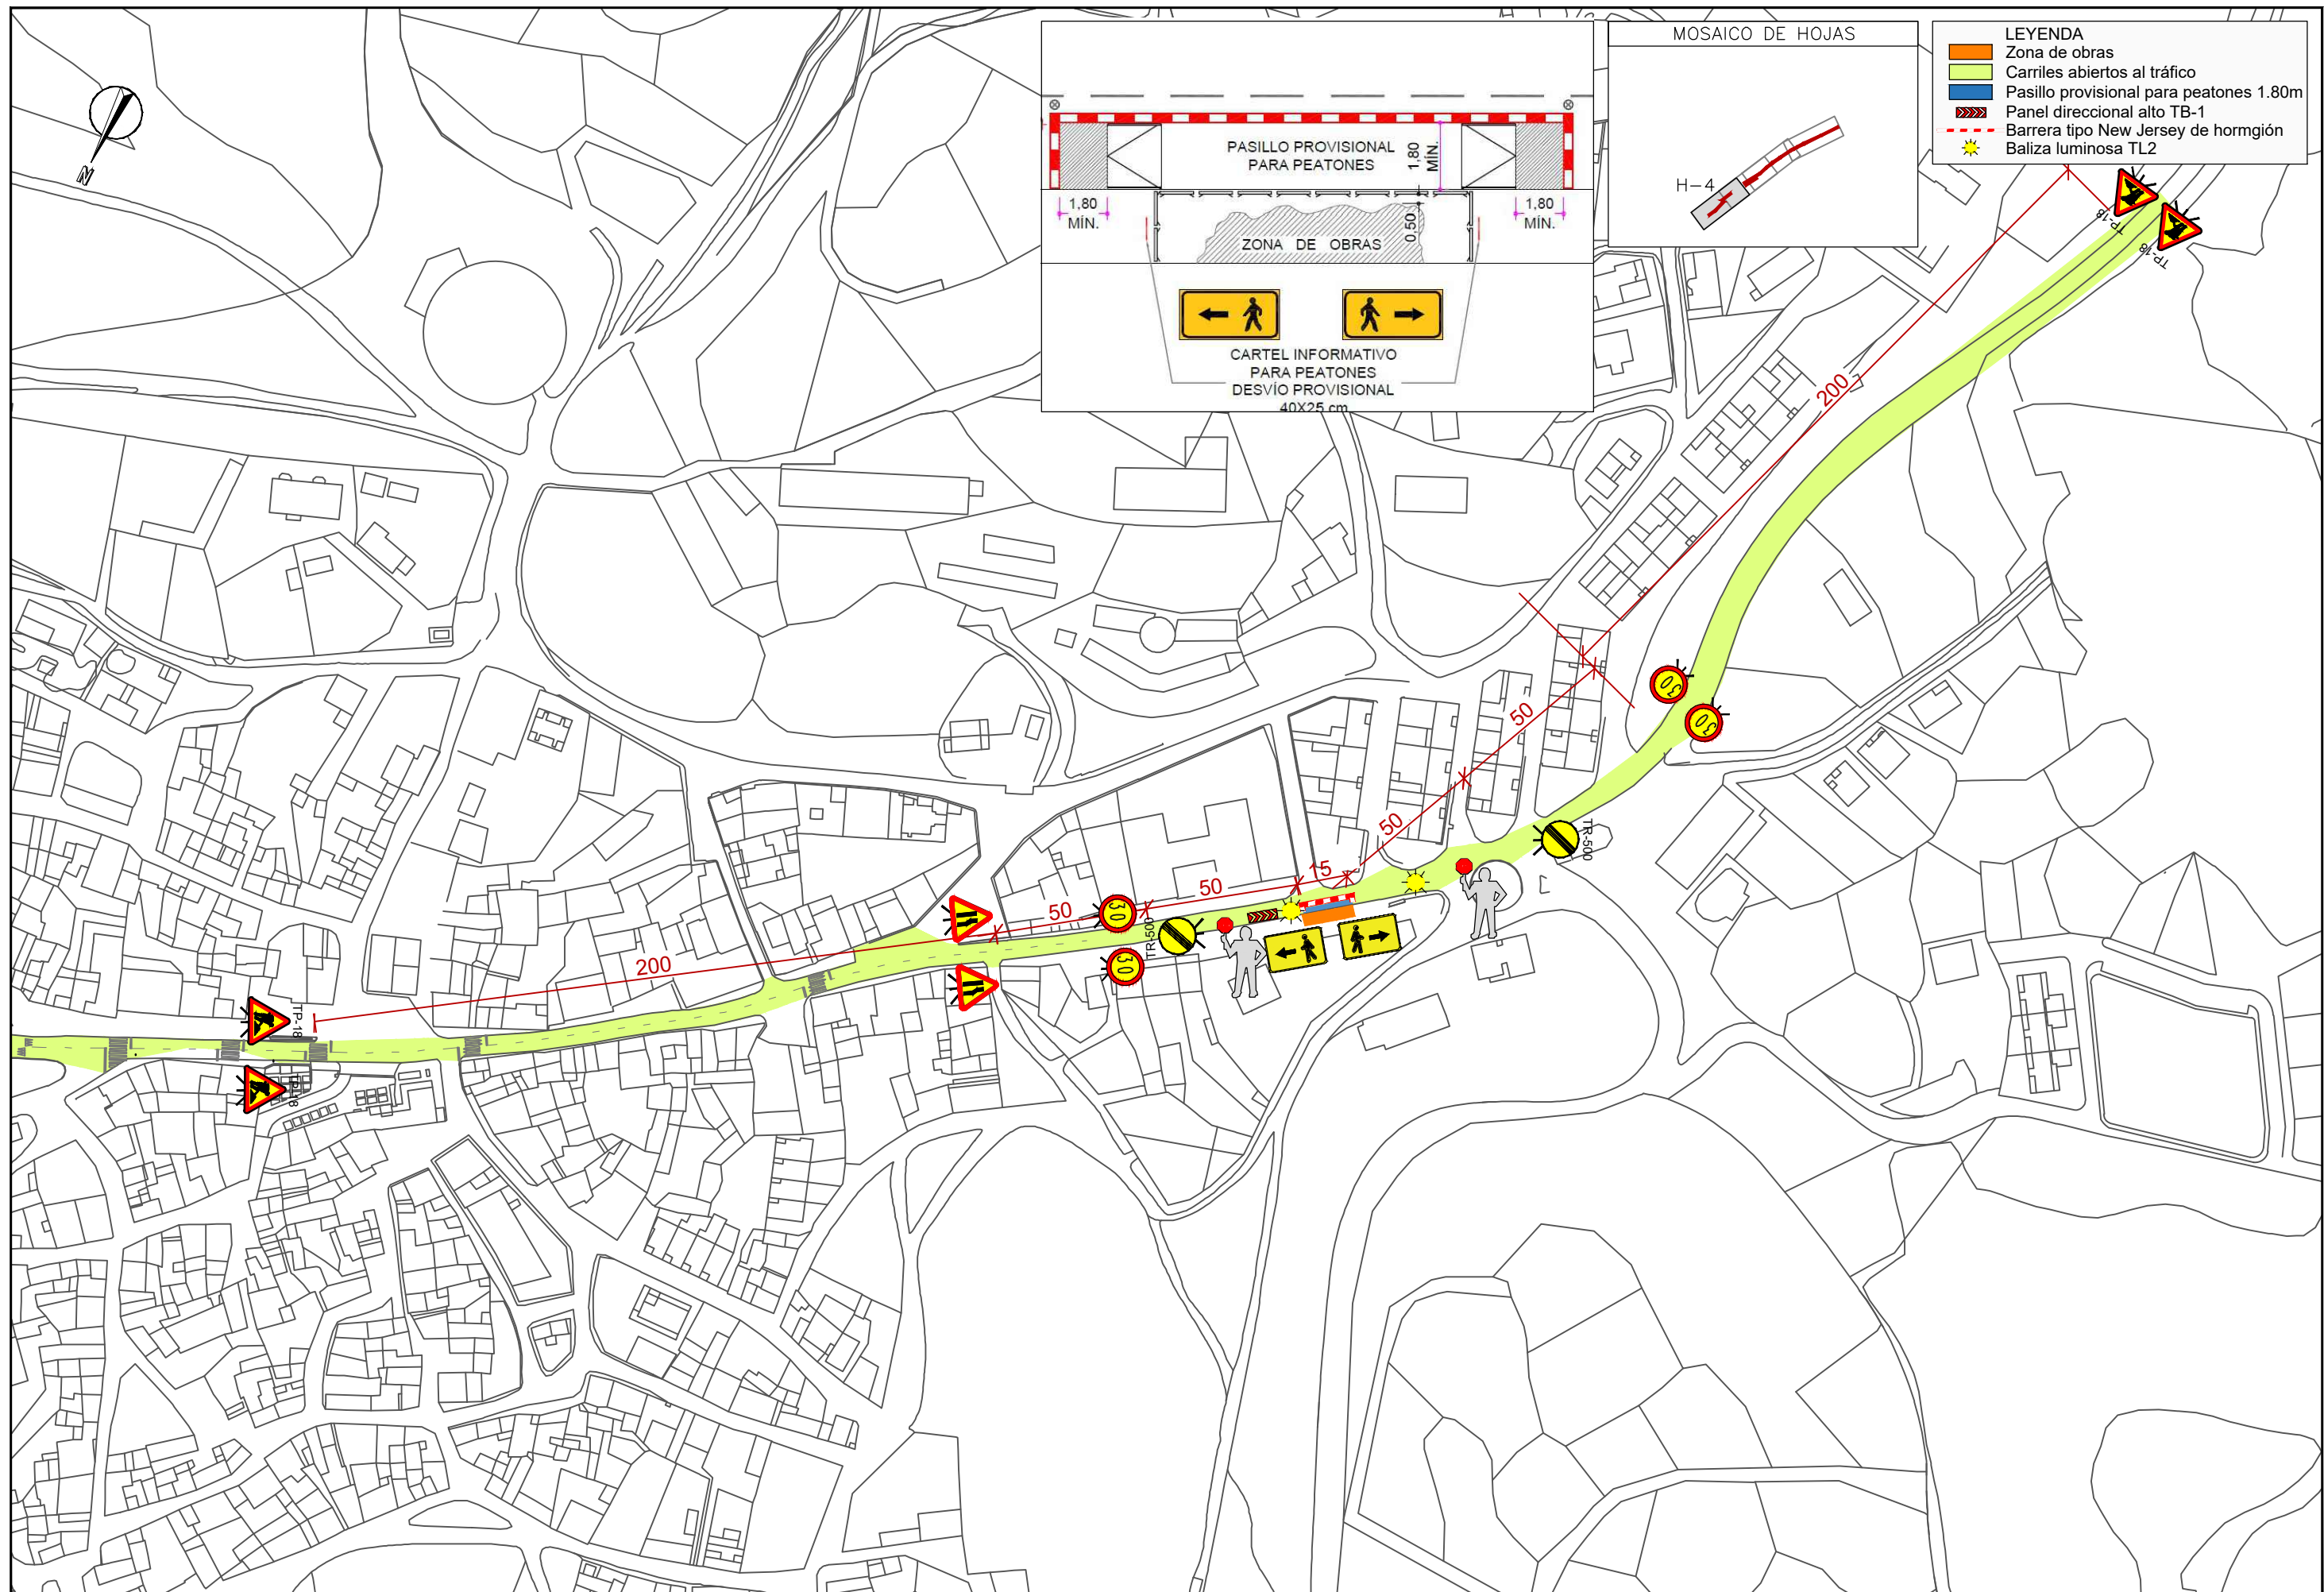 MOSAICO DE HOJAS
H-4
LEYENDA
Zona de obras
Carriles abiertos al tráfico
Pasillo provisional para peatones 1.80m
Panel direccional alto TB-1
Barrera tipo New Jersey de hormgión
Baliza luminosa TL2
N
PASILLO PROVISIONAL
PARA PEATONES
1,80
MÍN.
1,80
MÍN.
1,80
MÍN.
0,50
ZONA DE OBRAS
CARTEL INFORMATIVO
PARA PEATONES
DESVÍO PROVISIONAL
40X25 cm
TP-18
TP-18
200
30
30
50
50
15
50
50
200
TR-500
30
TR-500
30
TP-18
TP-18